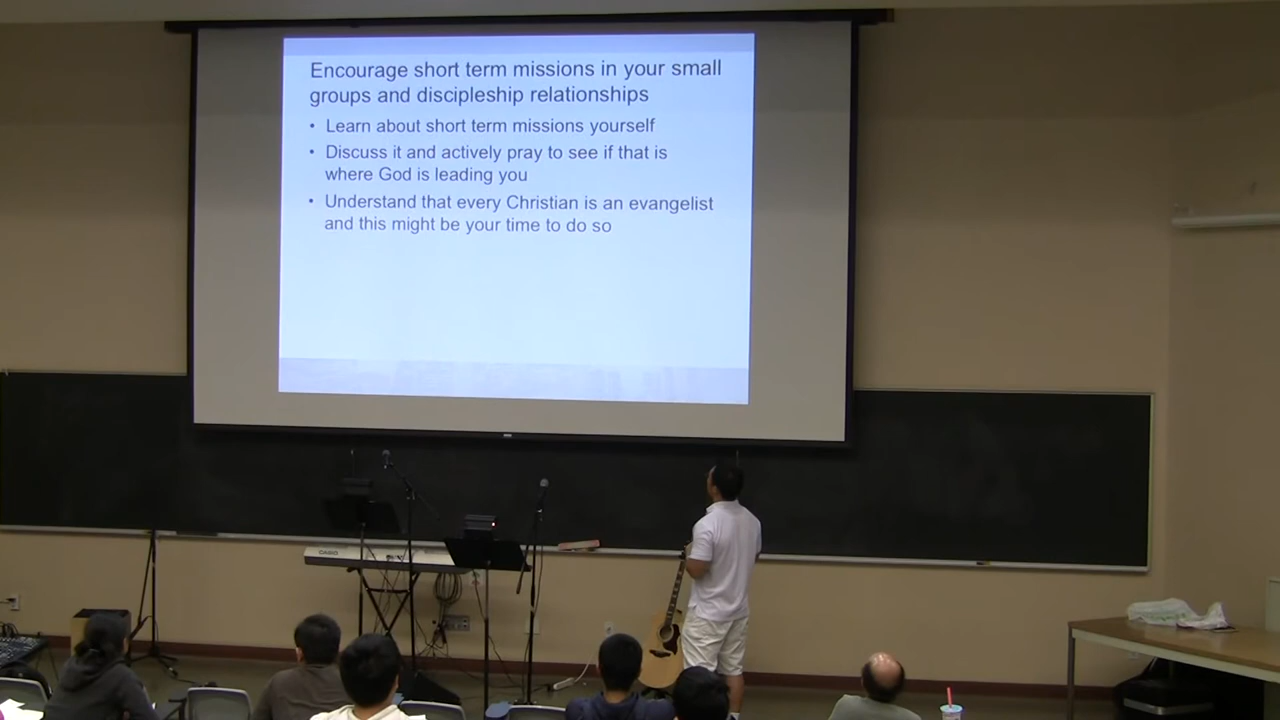 Encourage short term missions in your small
groups and discipleship relationships
• Learn about short term missions yourself
• Discuss it and actively pray to see if that is
where God is leading you
• Understand that every Christian is an evangelist
and this might be your time to do so
CASIO